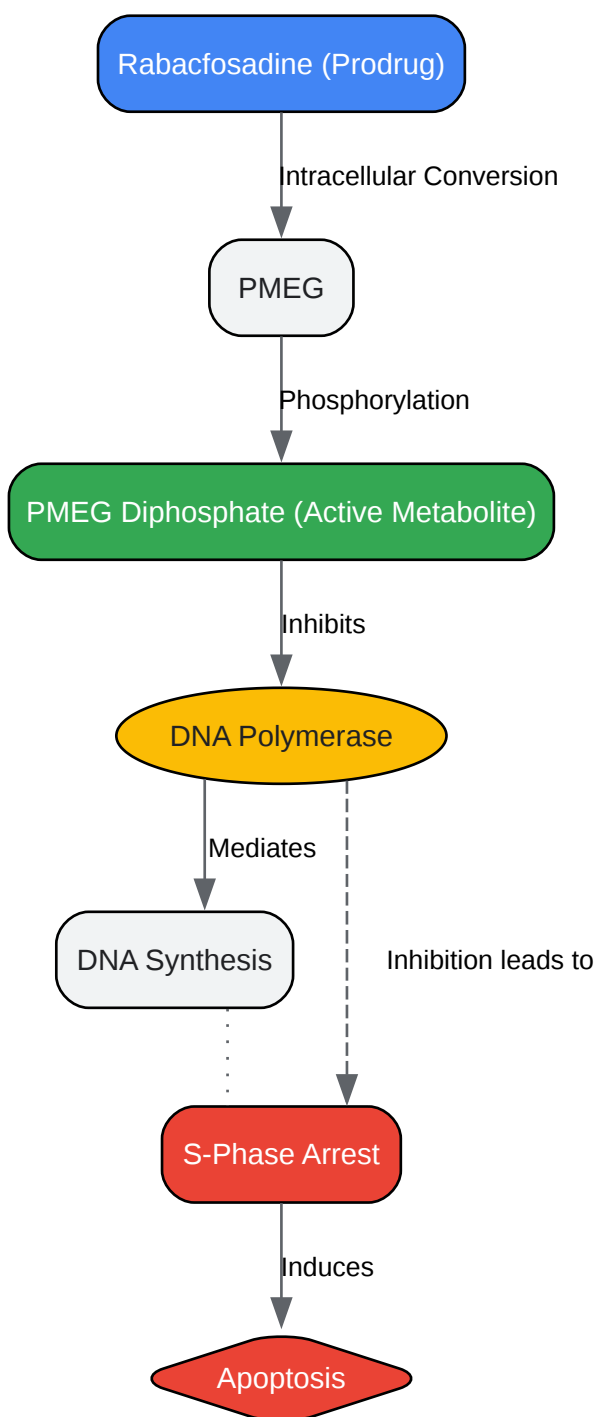 Rabacfosadine (Prodrug)
Intracellular Conversion
PMEG
Phosphorylation
PMEG Diphosphate (Active Metabolite)
Inhibits
DNA Polymerase
Mediates
DNA Synthesis
Inhibition leads to
S-Phase Arrest
Induces
Apoptosis